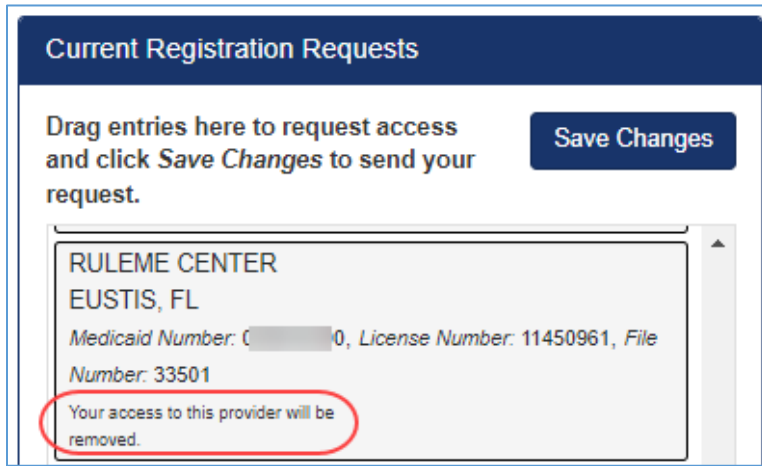 Current Registration Requests
Drag entries here to request access
and click Save Changes to send your
request.
Save Changes
RULEME CENTER
EUSTIS, FL
Medicaid Number: 0, License Number: 11450961, File
Number: 33501
Your access to this provider will be
removed.